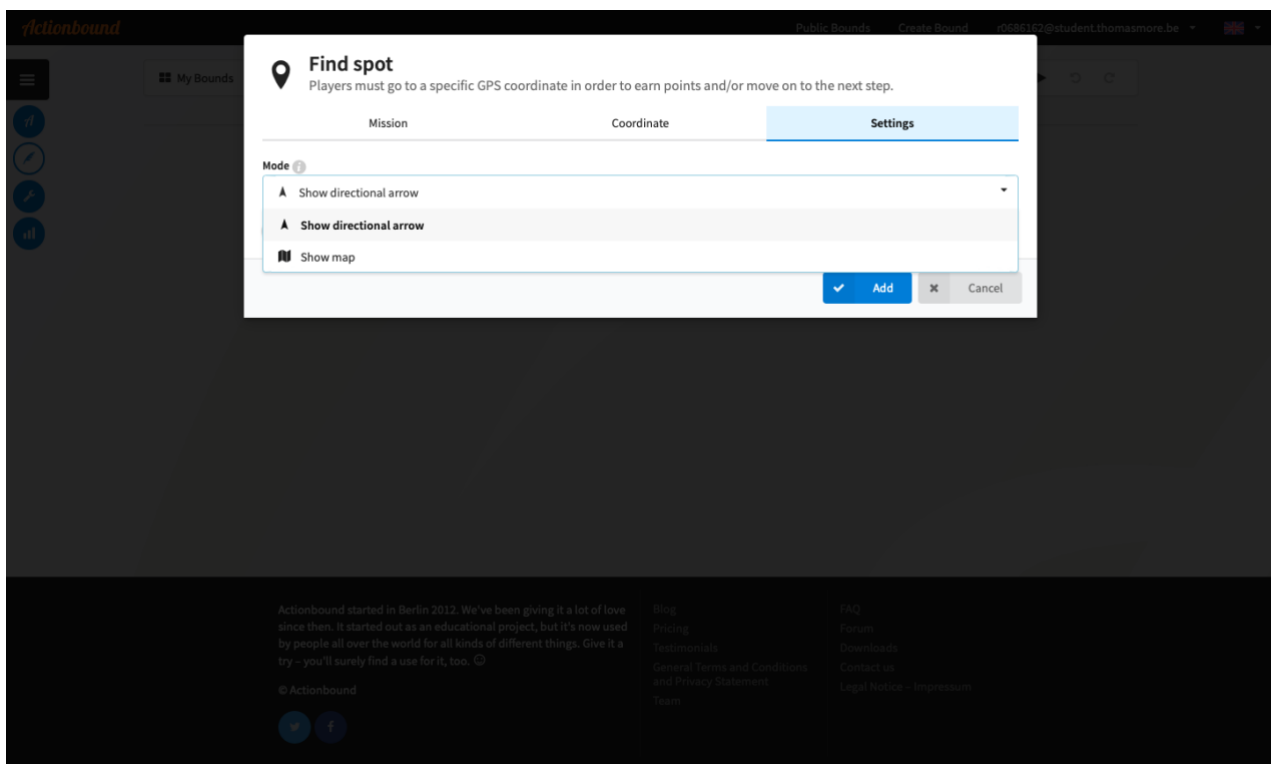 Actionbound
Public Bounds
Create Bound
r0686162@student.thomasmore.be
My Bounds
Find spot
Players must go to a specific GPS coordinate in order to earn points and/or move on to the next step.
Mission
Coordinate
Settings
Mode
Show directional arrow
Show directional arrow
Show map
Add
Cancel
Actionbound started in Berlin 2012. We've been giving it a lot of love
since then. It started out as an educational project, but it's now used
by people all over the world for all kinds of different things. Give it a
try – you'll surely find a use for it, too.
© Actionbound
Blog
Pricing
Testimonials
General Terms and Conditions
and Privacy Statement
Team
FAQ
Forum
Downloads
Contact us
Legal Notice – impressum